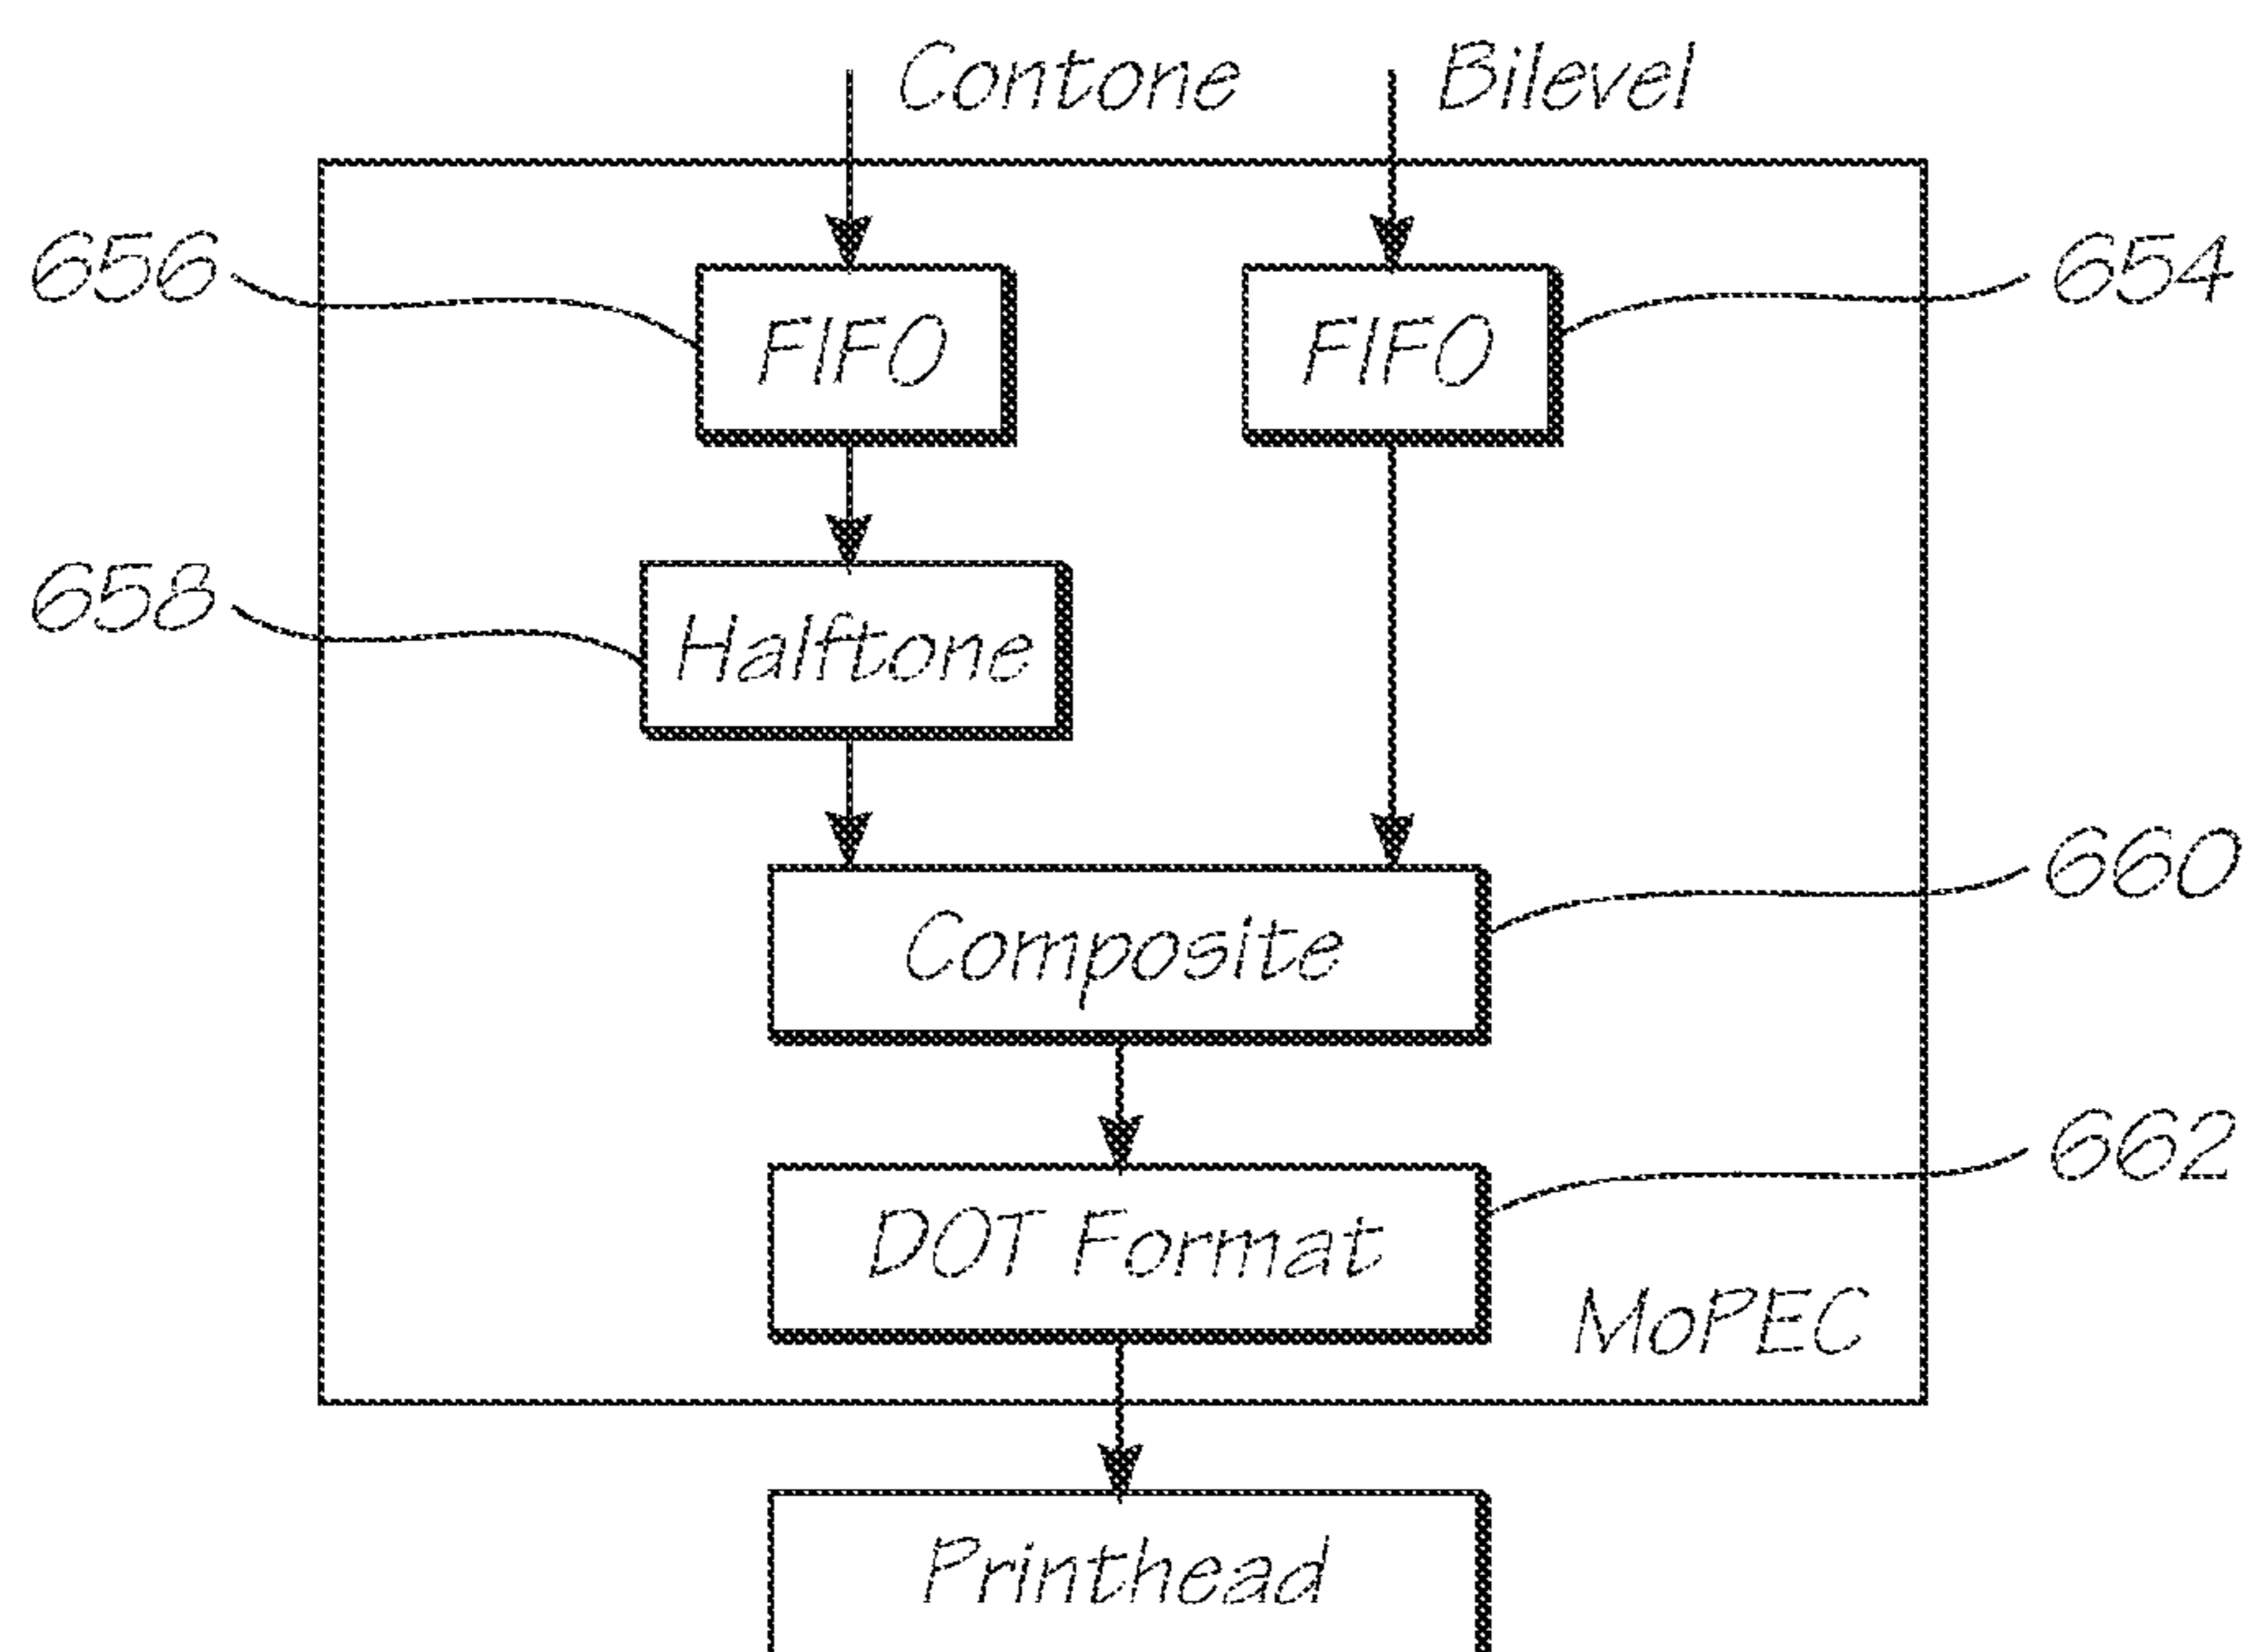 Contone Bilevel
656 FIFO FIFO 654
658 Halftone
Composite 660
DOT Format 662
MoPEC
Printhead